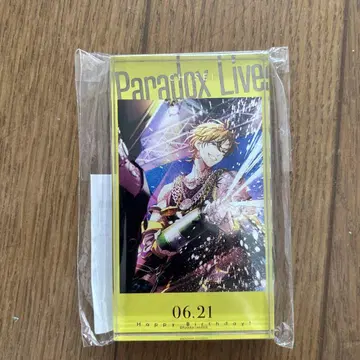 Paradox Live
06.21
Happy Birthday!